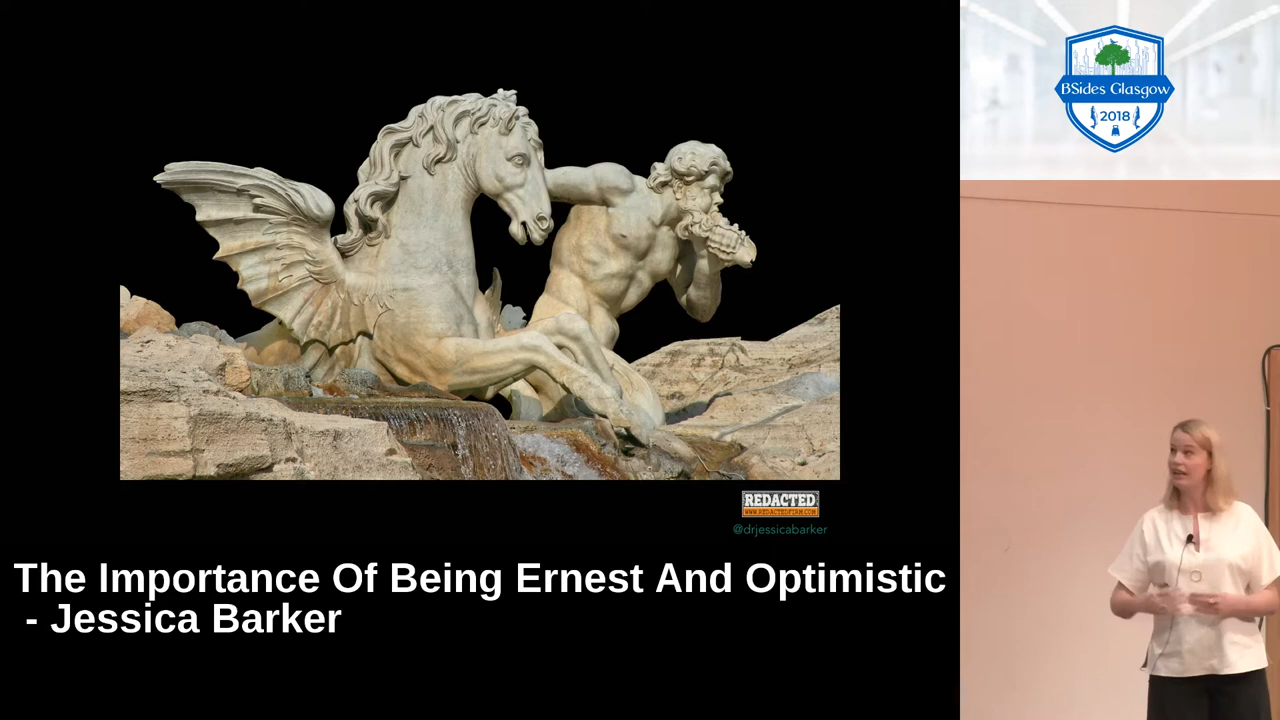 BSides Glasgow
2018
REDACTED
WWW.REDACTEDFIRM.COM
@drjessicabarker
The Importance Of Being Ernest And Optimistic
- Jessica Barker